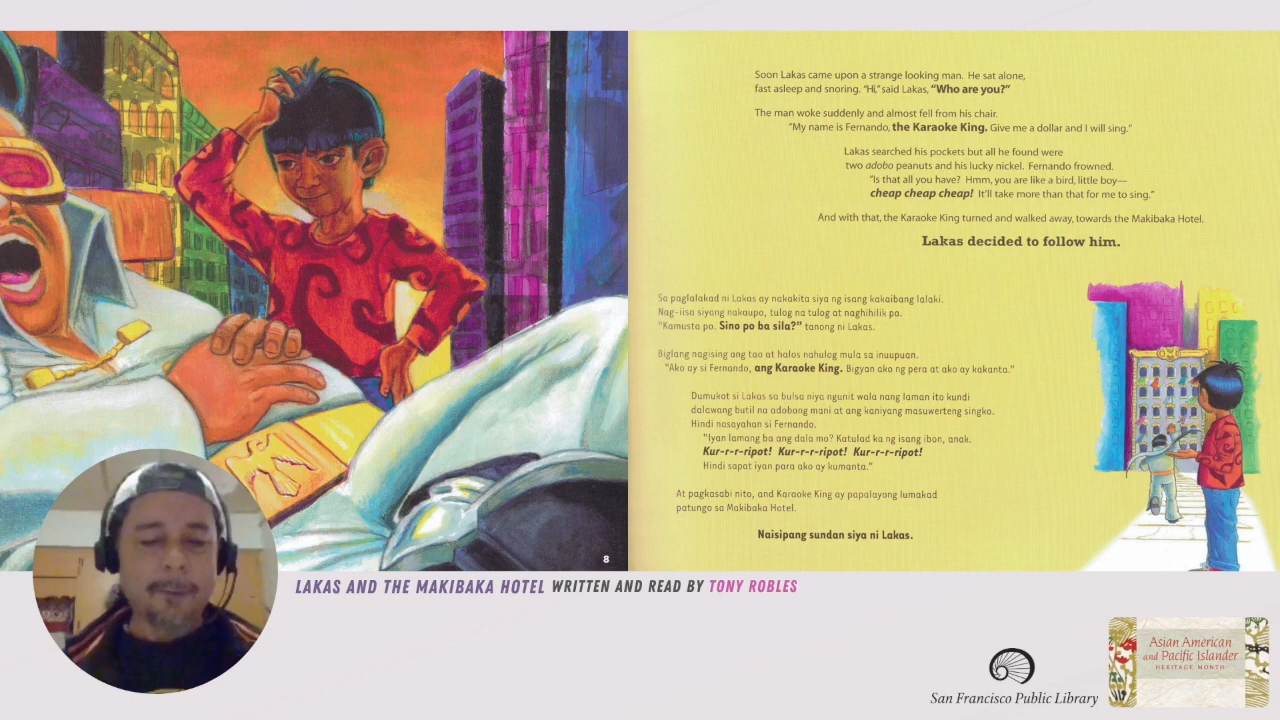 Soon Lakas came upon a strange looking man. He sat alone,
fast asleep and snoring. "Hi," said Lakas, "Who are you?"
The man woke suddenly and almost fell from his chair.
"My name is Fernando, the Karaoke King. Give me a dollar and I will sing."
Lakas searched his pockets but all he found were
two adobo peanuts and his lucky nickel. Fernando frowned.
"Is that all you have? Hmm, you are like a bird, little boy—
cheap cheap cheap! It'll take more than that for me to sing."
And with that, the Karaoke King turned and walked away, towards the Makibaka Hotel.
Lakas decided to follow him.
Sa paglalakad ni Lakas ay nakakita siya ng isang kakaibang lalaki.
Nag-iisa siyang nakaupo, tulog na tulog at naghihilik pa.
"Kamusta po. Sino po ba sila?" tanong ni Lakas.
Biglang nagising ang tao at halos nahulog mula sa inuupuan.
"Ako ay si Fernando, ang Karaoke King. Bigyan ako ng pera at ako ay kakanta."
Dumukot si Lakas sa bulsa niya ngunit wala nang laman ito kundi
dalawang butil na adobong mani at ang kaniyang masuwerteng singko.
Hindi nasayahan si Fernando.
"Iyan lamang ba ang dala mo? Katulad ka ng isang ibon, anak.
Kur-r-r-ripot! Kur-r-r-ripot! Kur-r-r-ripot!
Hindi sapat iyan para ako ay kumanta."
At pagkasabi nito, and Karaoke King ay papalayong lumakad
patungo sa Makibaka Hotel.
Naisipang sundan siya ni Lakas.
8
LAKAS AND THE MAKIBAKA HOTEL WRITTEN AND READ BY TONY ROBLES
San Francisco Public Library
Asian American
and Pacific Islander
HERITAGE MONTH